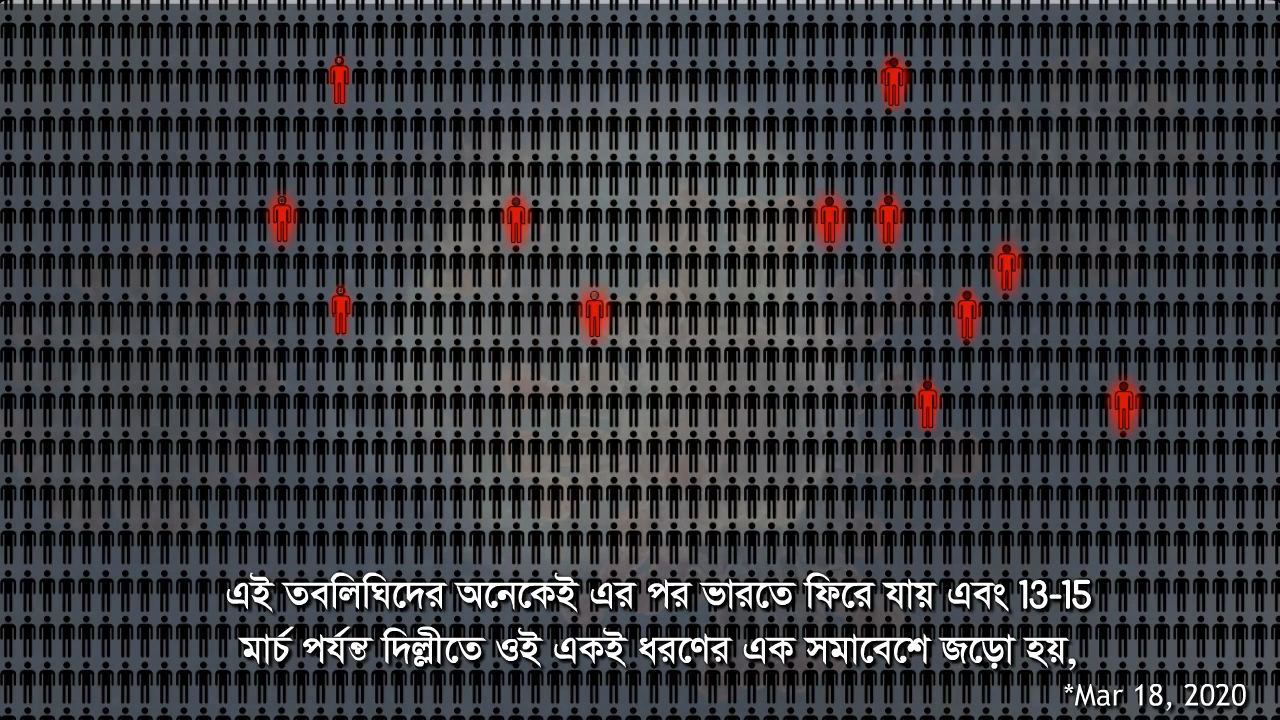 এই তবলিঘিদের অনেকেই এর পর ভারতে ফিরে যায় এবং 13-15
মার্চ পর্যন্ত দিল্লীতে ওই একই ধরণের এক সমাবেশে জড়ো হয়,
*Mar 18, 2020